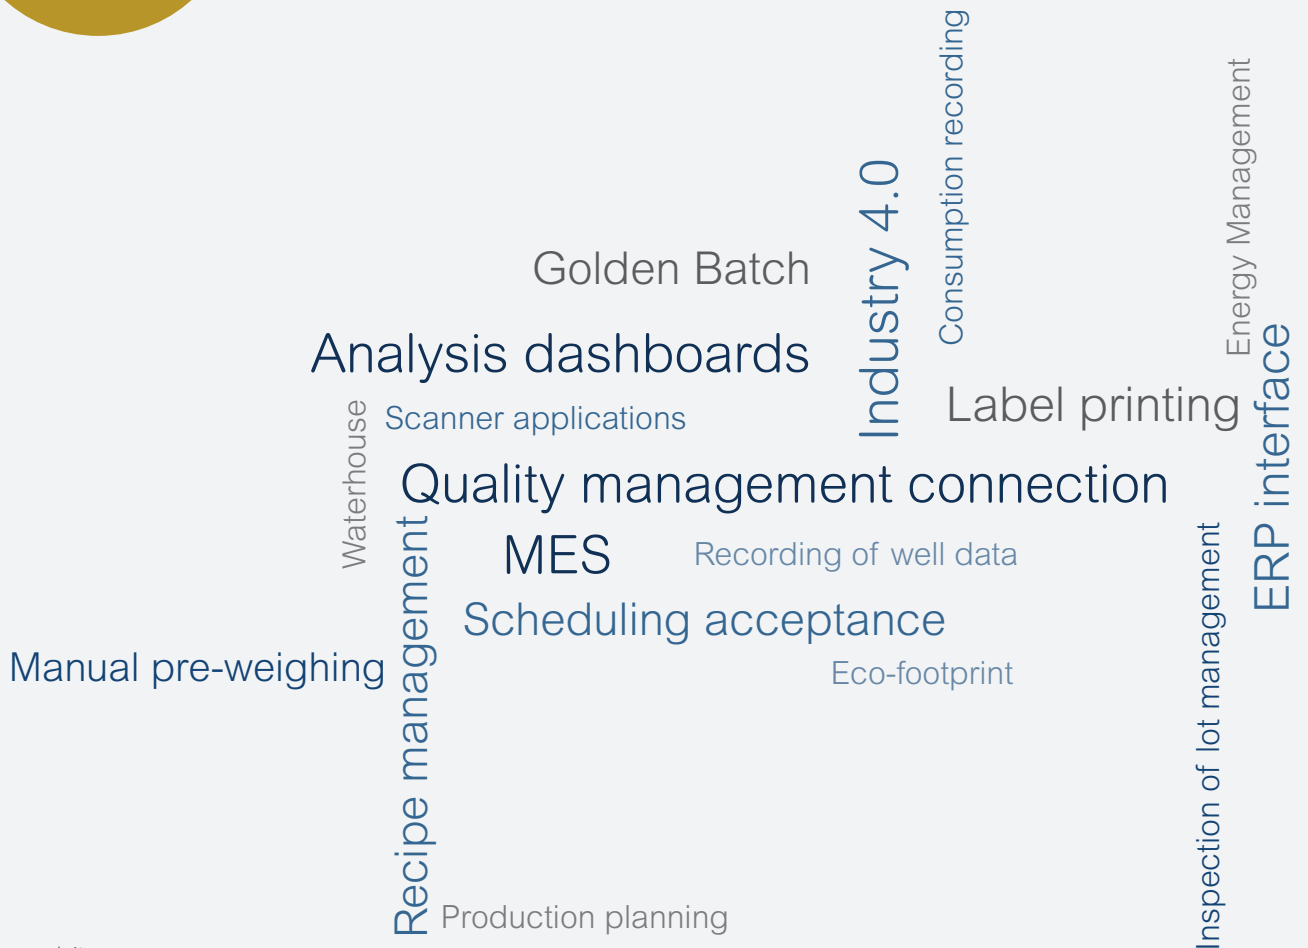 Consumption recording
Energy Management
Industry 4.0
Golden Batch
ERP interface
Analysis dashboards
Label printing
Waterhouse
Scanner applications
Quality management connection
Recipe management
Inspection of lot management
MES
Recording of well data
Scheduling acceptance
Manual pre-weighing
Eco-footprint
Production planning